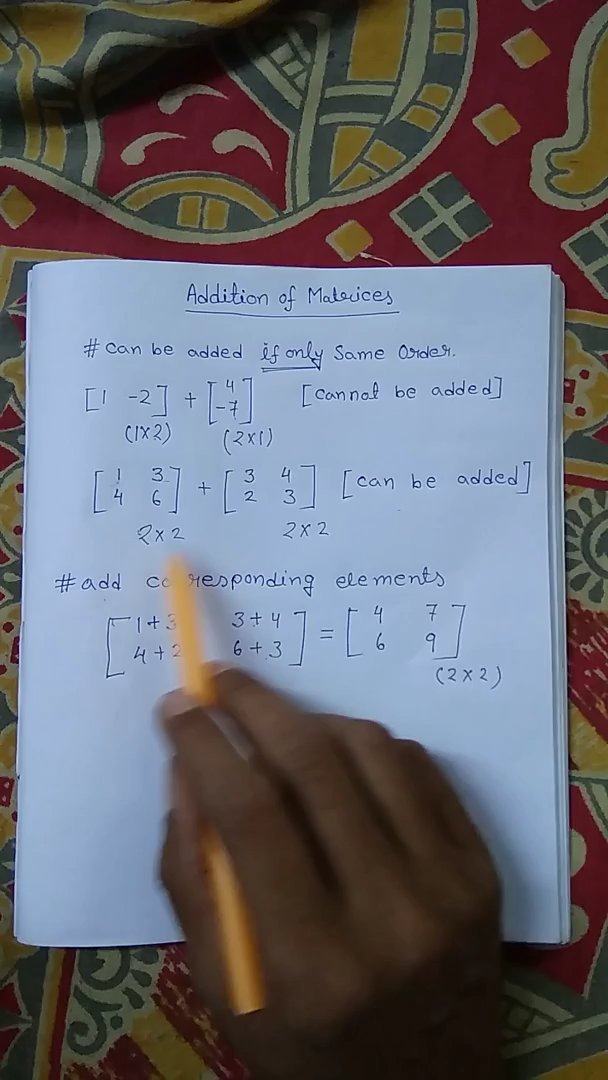 Addition of Matrices
# Can be added if only Same Order.
[1 -2] + [4 -7] [Cannot be added]
(1×2) (2×1)
[1 3 4 6] + [3 4 2 3] [Can be added]
2×2 2×2
# add corresponding elements
[1+3 3+4 = [4 7
4+2 6+3] 6 9]
(2×2)